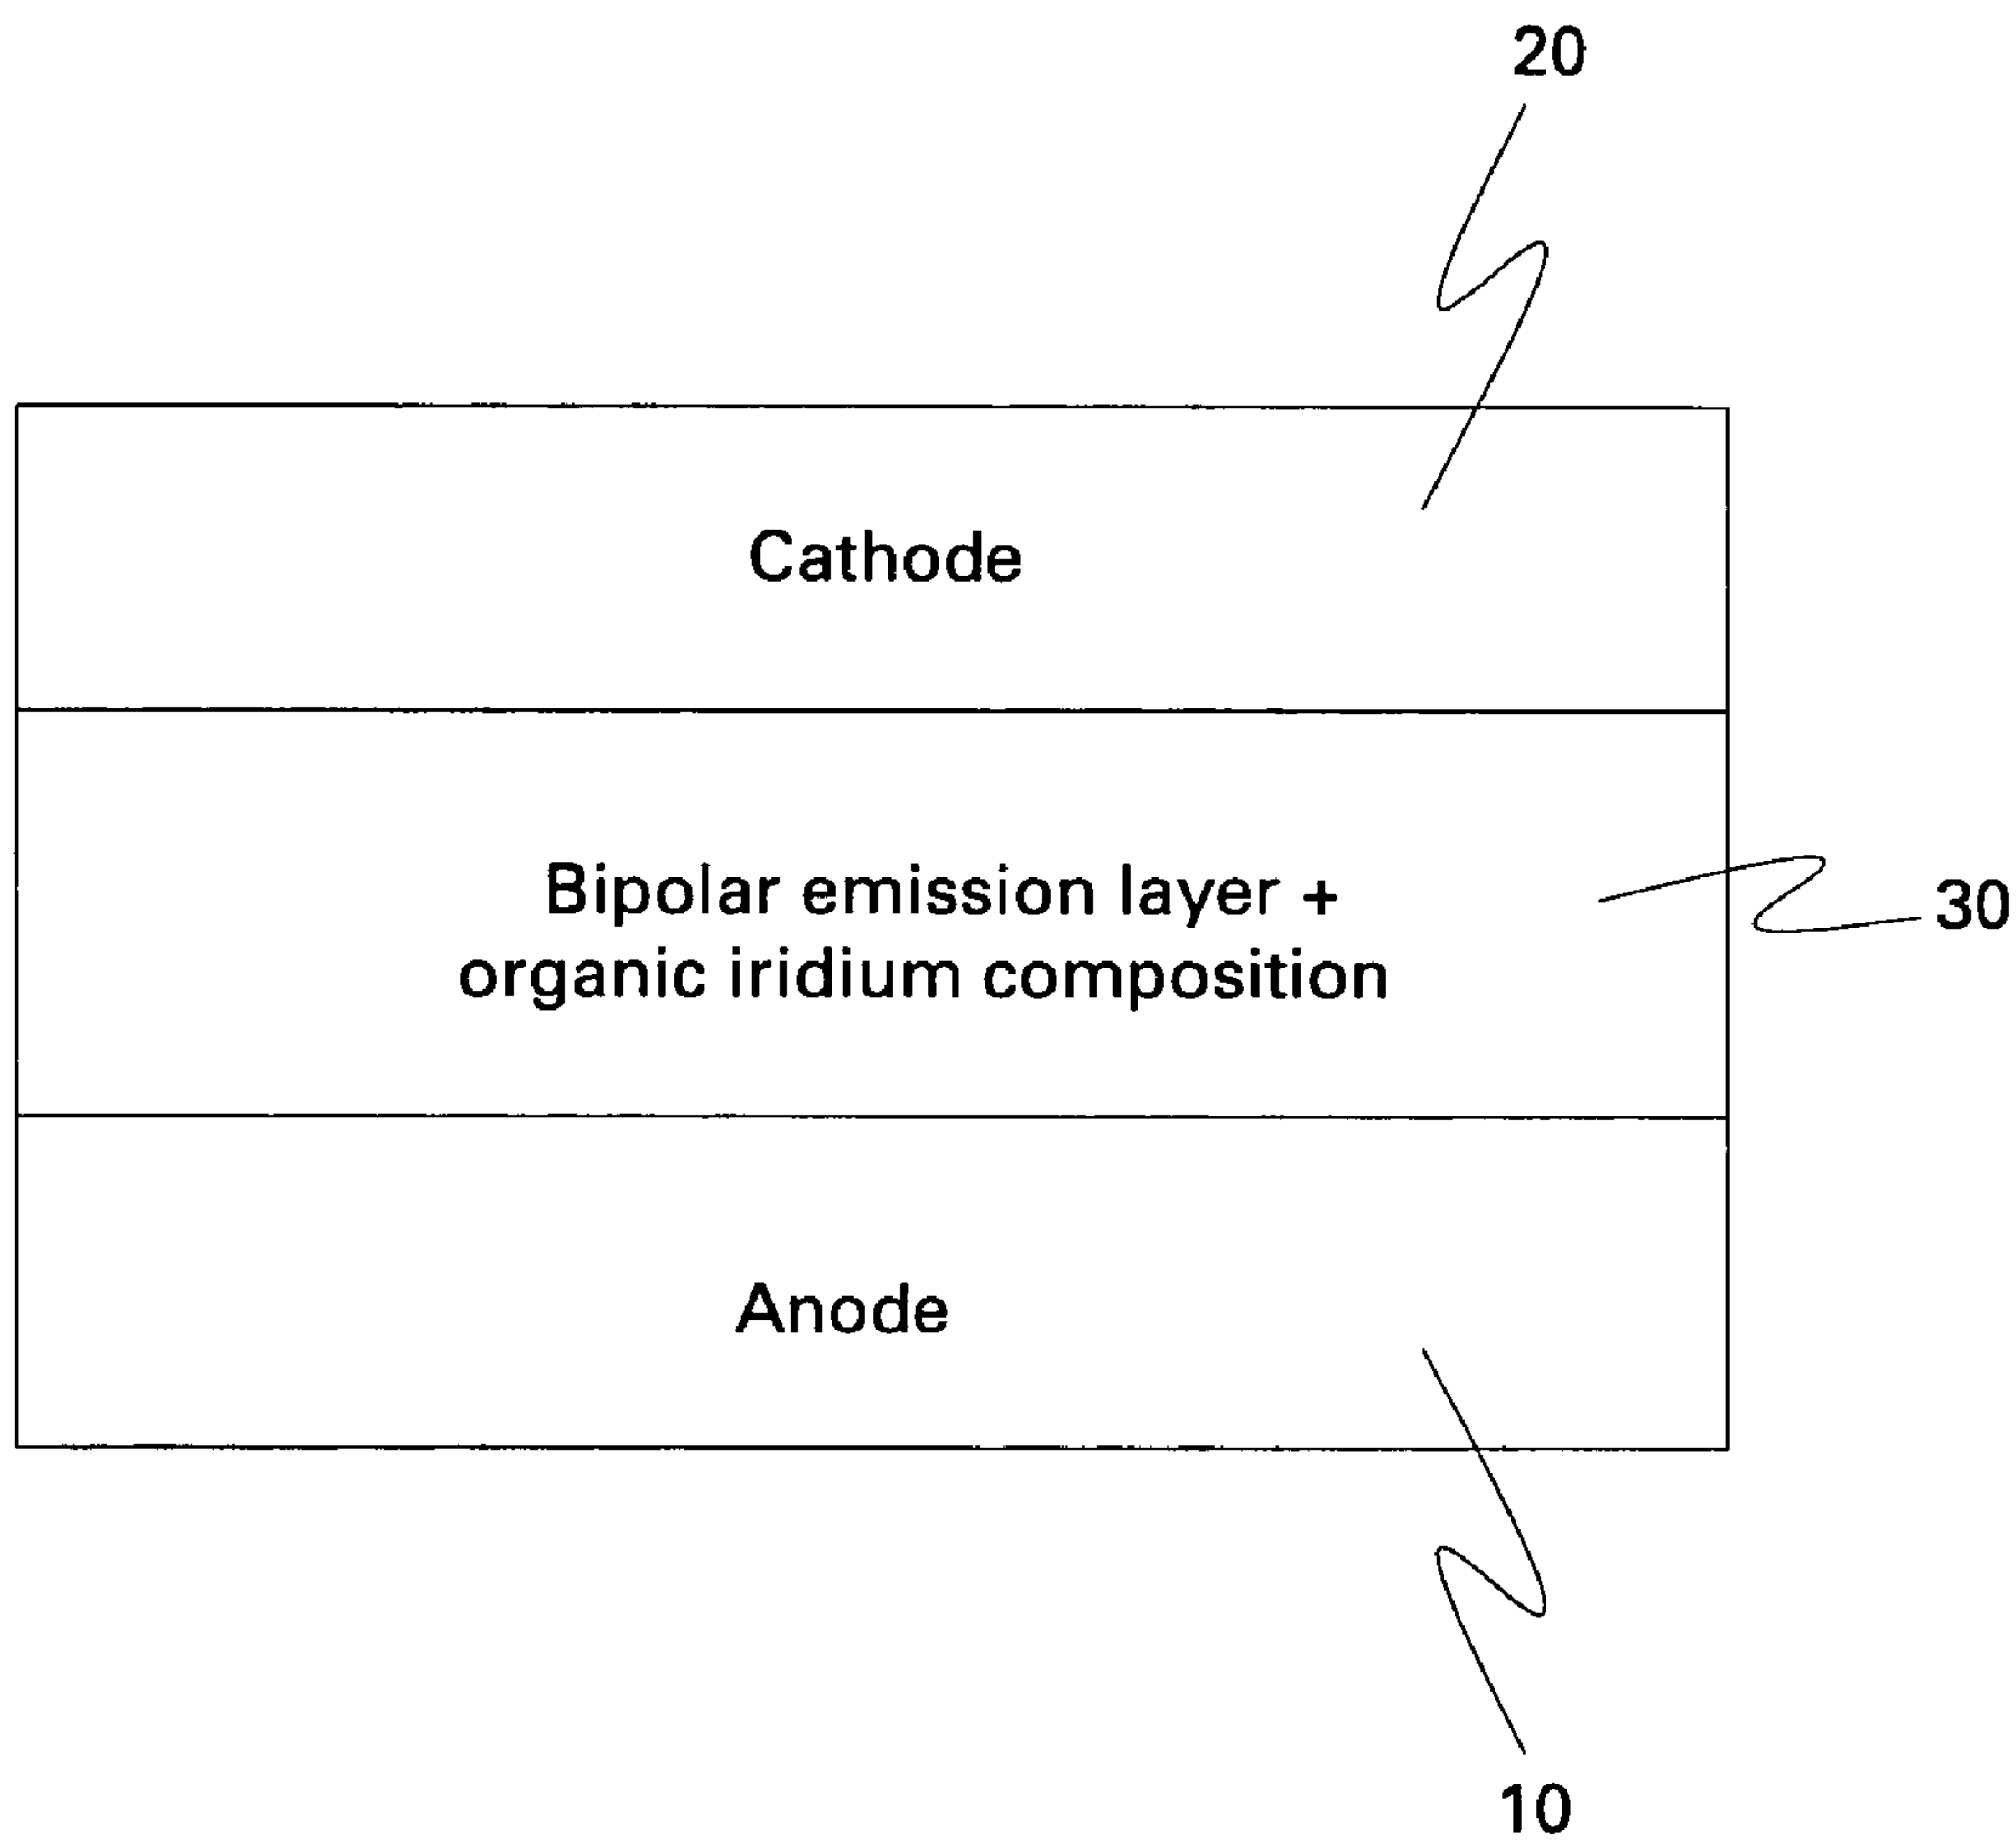 20
Cathode
Bipolar emission layer +
organic iridium composition
30
Anode
10